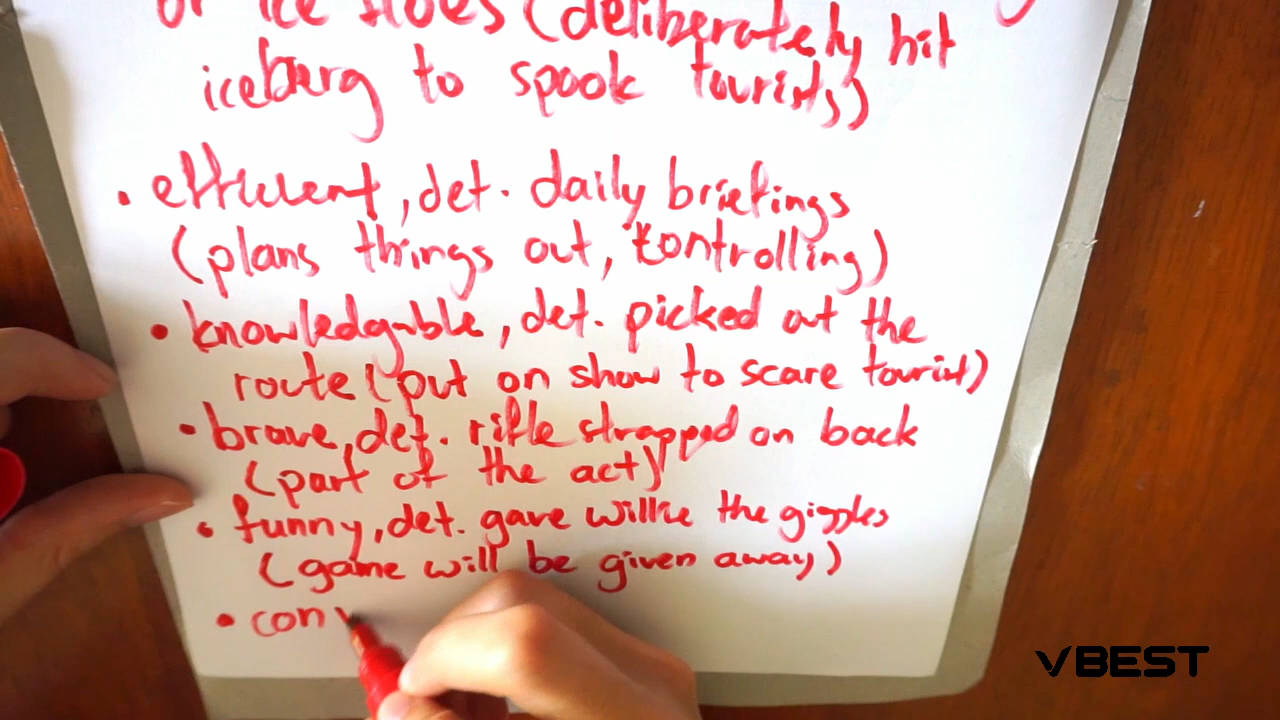 or ice floes (deliberately hit
iceberg to spook tourists)
• efficient, det. daily briefings
(plans things out, controlling)
• knowledgable, det. picked out the
route (put on show to scare tourist)
• brave, det. rifle strapped on back
(part of the act)
• funny, det. gave willie the giggles
(game will be given away)
• conv
VBEST